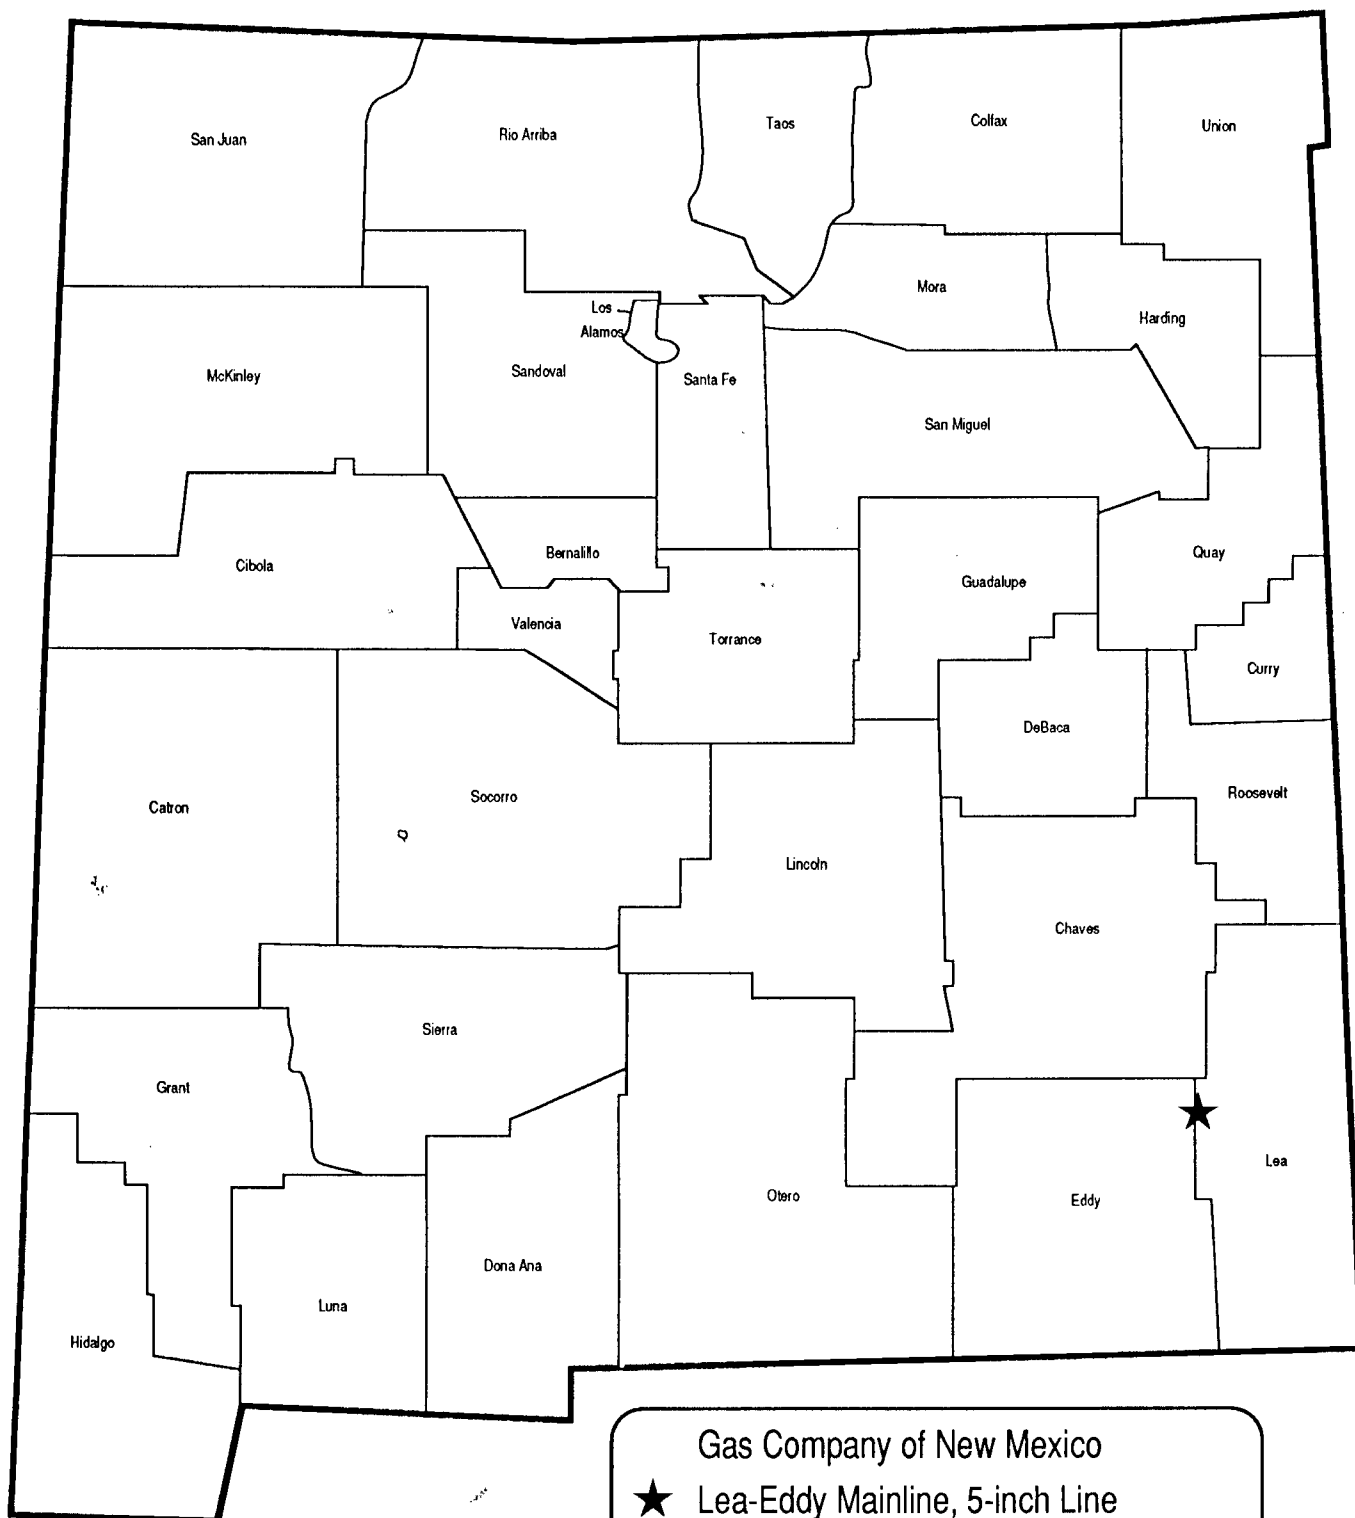 San Juan
Rio Arriba
Taos
Colfax
Union
Mora
Harding
Los
Alamos
McKinley
Sandoval
Santa Fe
San Miguel
Cibola
Bernalillo
Guadalupe
Quay
Valencia
Torrance
Curry
DeBaca
Catron
Socorro
Roosevelt
Lincoln
Chaves
Sierra
Grant
Lea
Otero
Eddy
Dona Ana
Luna
Hidalgo
Gas Company of New Mexico
★ Lea-Eddy Mainline, 5-inch Line